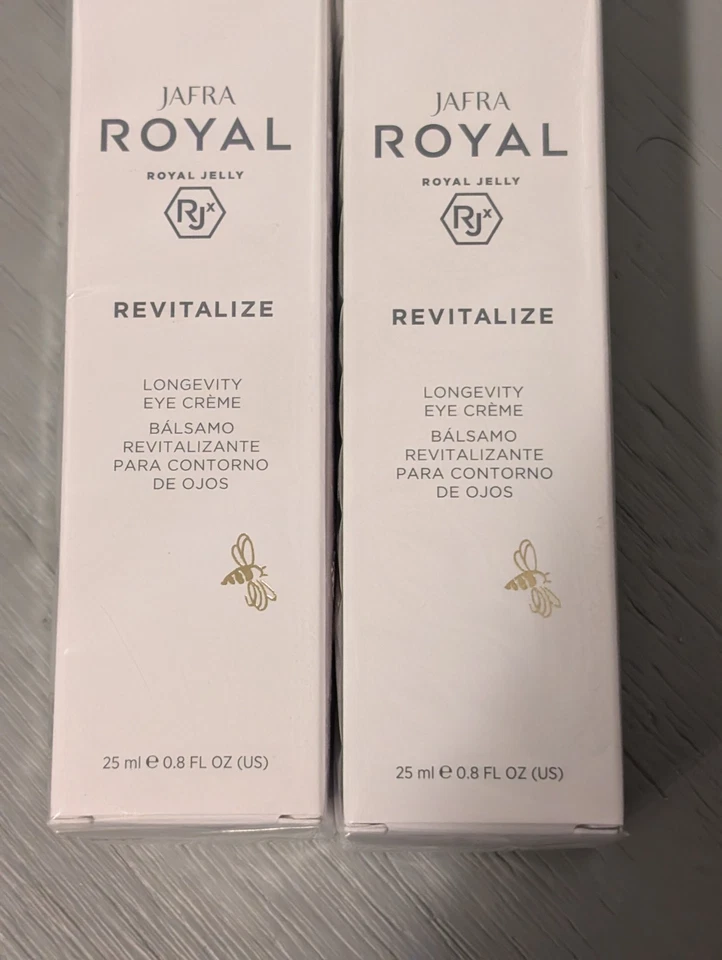 JAFRA
ROYAL
ROYAL JELLY
RJx
REVITALIZE
LONGEVITY
EYE CRÈME
BÁLSAMO
REVITALIZANTE
PARA CONTORNO
DE OJOS
25 ml ℮ 0.8 FL OZ (US)
JAFRA
ROYAL
ROYAL JELLY
RJx
REVITALIZE
LONGEVITY
EYE CRÈME
BÁLSAMO
REVITALIZANTE
PARA CONTORNO
DE OJOS
25 ml ℮ 0.8 FL OZ (US)